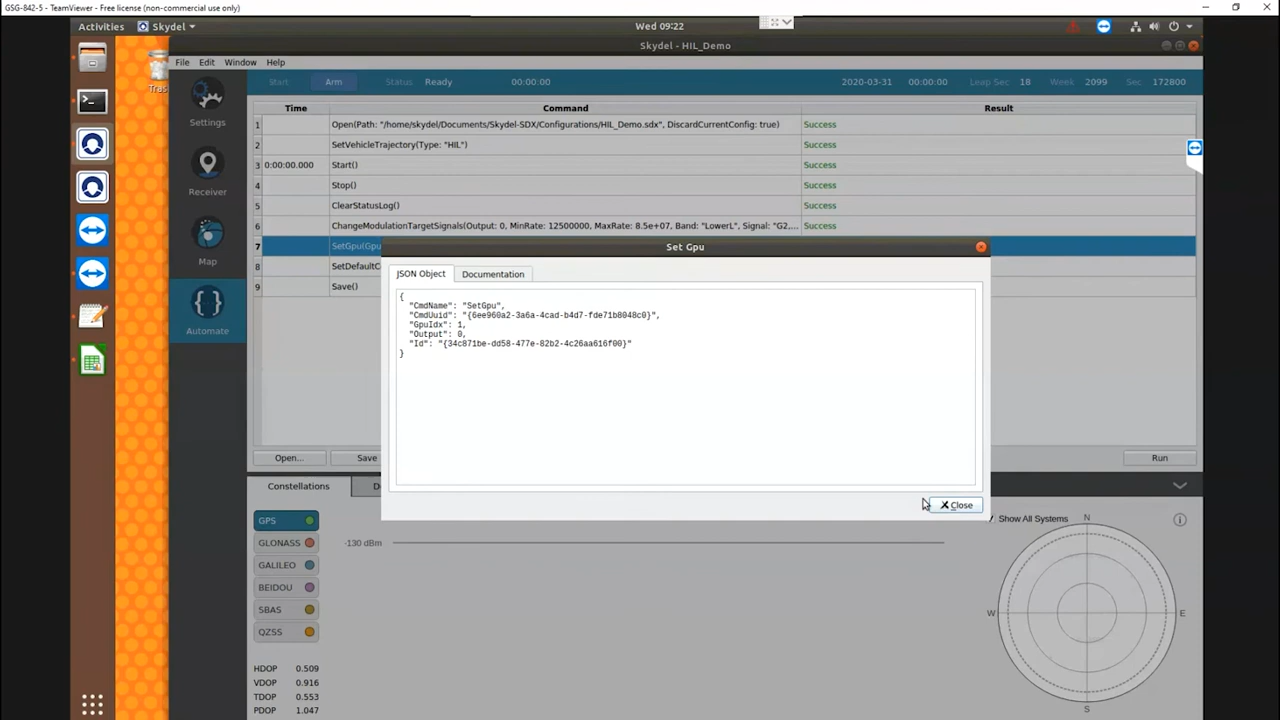 GSG-842-5 - TeamViewer - Free license (non-commercial use only)
Activities
Skydel
Wed 09:22
Skydel - HIL_Demo
File Edit Window Help
Start Arm Status Ready 00:00:00 2020-03-31 00:00:00 Leap Sec 18 Week 2099 Sec 172800
Tras
Settings
Receiver
Map
Automate
Time Command Result
1 Open(Path: "/home/skydel/Documents/Skydel-SDX/Configurations/HIL_Demo.sdx", DiscardCurrentConfig: true) Success
2 SetVehicleTrajectory(Type: "HIL") Success
3 0:00:00.000 Start() Success
4 Stop() Success
5 ClearStatusLog() Success
6 ChangeModulationTargetSignals(Output: 0, MinRate: 12500000, MaxRate: 8.5e+07, Band: "LowerL", Signal: "G2,... Success
7 SetGpu(Gpu
8 SetDefaultC
9 Save()
Set Gpu
JSON Object Documentation
{
"CmdName": "SetGpu",
"CmdUuid": "{6ee960a2-3a6a-4cad-b4d7-fde71b8048c0}",
"GpuIdx": 1,
"Output": 0,
"Id": "{34c871be-dd58-477e-82b2-4c26aa616f00}"
}
Close
Open... Save Run
Constellations D
GPS
GLONASS
GALILEO
BEIDOU
SBAS
QZSS
-130 dBm
Show All Systems
N
W E
S
HDOP 0.509
VDOP 0.916
TDOP 0.553
PDOP 1.047